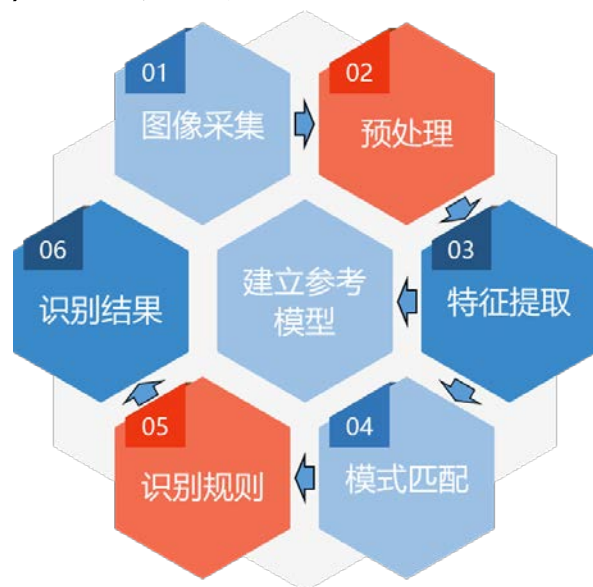 01
图像采集
02
预处理
03
特征提取
建立参考
模型
04
模式匹配
05
识别规则
06
识别结果